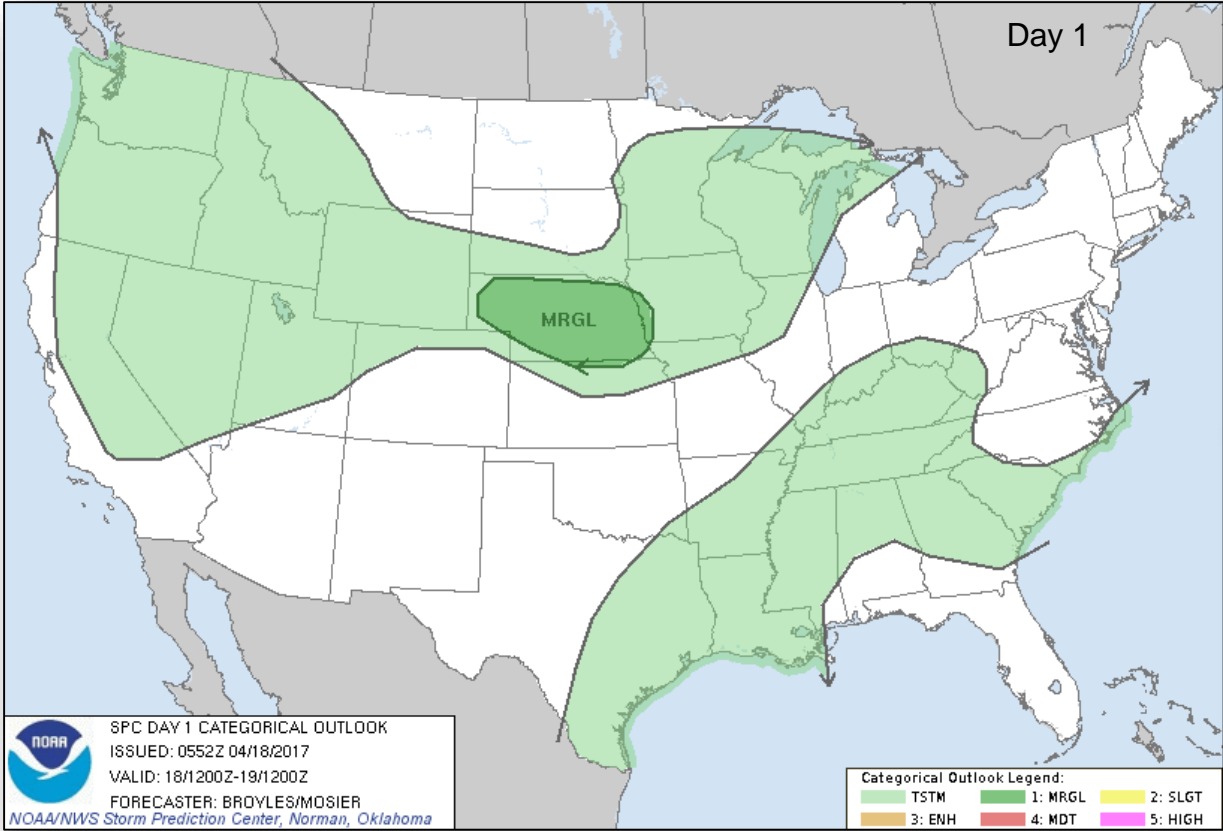 Day 1
MRGL
NOAA
SPC DAY 1 CATEGORICAL OUTLOOK
ISSUED: 0552Z 04/18/2017
VALID: 18/1200Z-19/1200Z
FORECASTER: BROYLES/MOSIER
NOAA/NWS Storm Prediction Center, Norman, Oklahoma
Categorical Outlook Legend:
TSTM 1: MRGL 2: SLGT
3: ENH 4: MDT 5: HIGH